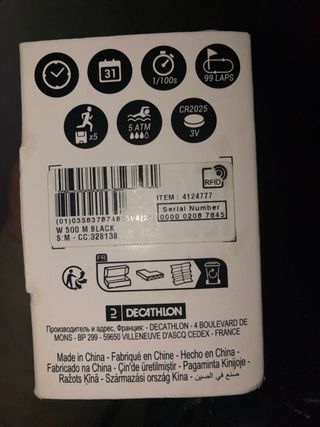 31
1/100s
99 LAPS
x5
5 ATM
CR2025
3V
RFID
ITEM : 4124777
Serial Number
0000 0208 7845
W 500 M BLACK
S:M - CC:328138
FR
DECATHLON
Производитель и адрес, Франция: - DECATHLON - 4 BOULEVARD DE
MONS - BP 299 - 59650 VILLENEUVE D'ASCQ CEDEX - FRANCE
Made in China - Fabriqué en Chine - Hecho en China -
Fabricado na China - Çin'de üretilmiştir - Pagaminta Kinijoje -
Ražots Ķīnā - Származási ország Kína - صنع في الصين